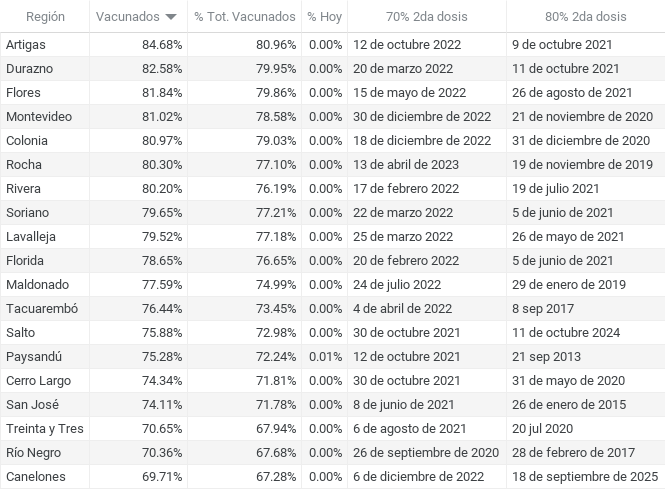 Región Vacunados % Tot. Vacunados % Hoy 70% 2da dosis 80% 2da dosis
Artigas 84.68% 80.96% 0.00% 12 de octubre 2022 9 de octubre 2021
Durazno 82.58% 79.95% 0.00% 20 de marzo 2022 11 de octubre 2021
Flores 81.84% 79.86% 0.00% 15 de mayo de 2022 26 de agosto de 2021
Montevideo 81.02% 78.58% 0.00% 30 de diciembre de 2022 21 de noviembre de 2020
Colonia 80.97% 79.03% 0.00% 18 de diciembre de 2022 31 de diciembre de 2020
Rocha 80.30% 77.10% 0.00% 13 de abril de 2023 19 de noviembre de 2019
Rivera 80.20% 76.19% 0.00% 17 de febrero 2022 19 de julio 2021
Soriano 79.65% 77.21% 0.00% 22 de marzo 2022 5 de junio de 2021
Lavalleja 79.52% 77.18% 0.00% 25 de marzo 2022 26 de mayo de 2021
Florida 78.65% 76.65% 0.00% 20 de febrero 2022 5 de junio de 2021
Maldonado 77.59% 74.99% 0.00% 24 de julio 2022 29 de enero de 2019
Tacuarembó 76.44% 73.45% 0.00% 4 de abril de 2022 8 sep 2017
Salto 75.88% 72.98% 0.00% 30 de octubre 2021 11 de octubre 2024
Paysandú 75.28% 72.24% 0.01% 12 de octubre 2021 21 sep 2013
Cerro Largo 74.34% 71.81% 0.00% 30 de octubre 2021 31 de mayo de 2020
San José 74.11% 71.78% 0.00% 8 de junio de 2021 26 de enero de 2015
Treinta y Tres 70.65% 67.94% 0.00% 6 de agosto de 2021 20 jul 2020
Río Negro 70.36% 67.68% 0.00% 26 de septiembre de 2020 28 de febrero de 2017
Canelones 69.71% 67.28% 0.00% 6 de diciembre de 2022 18 de septiembre de 2025